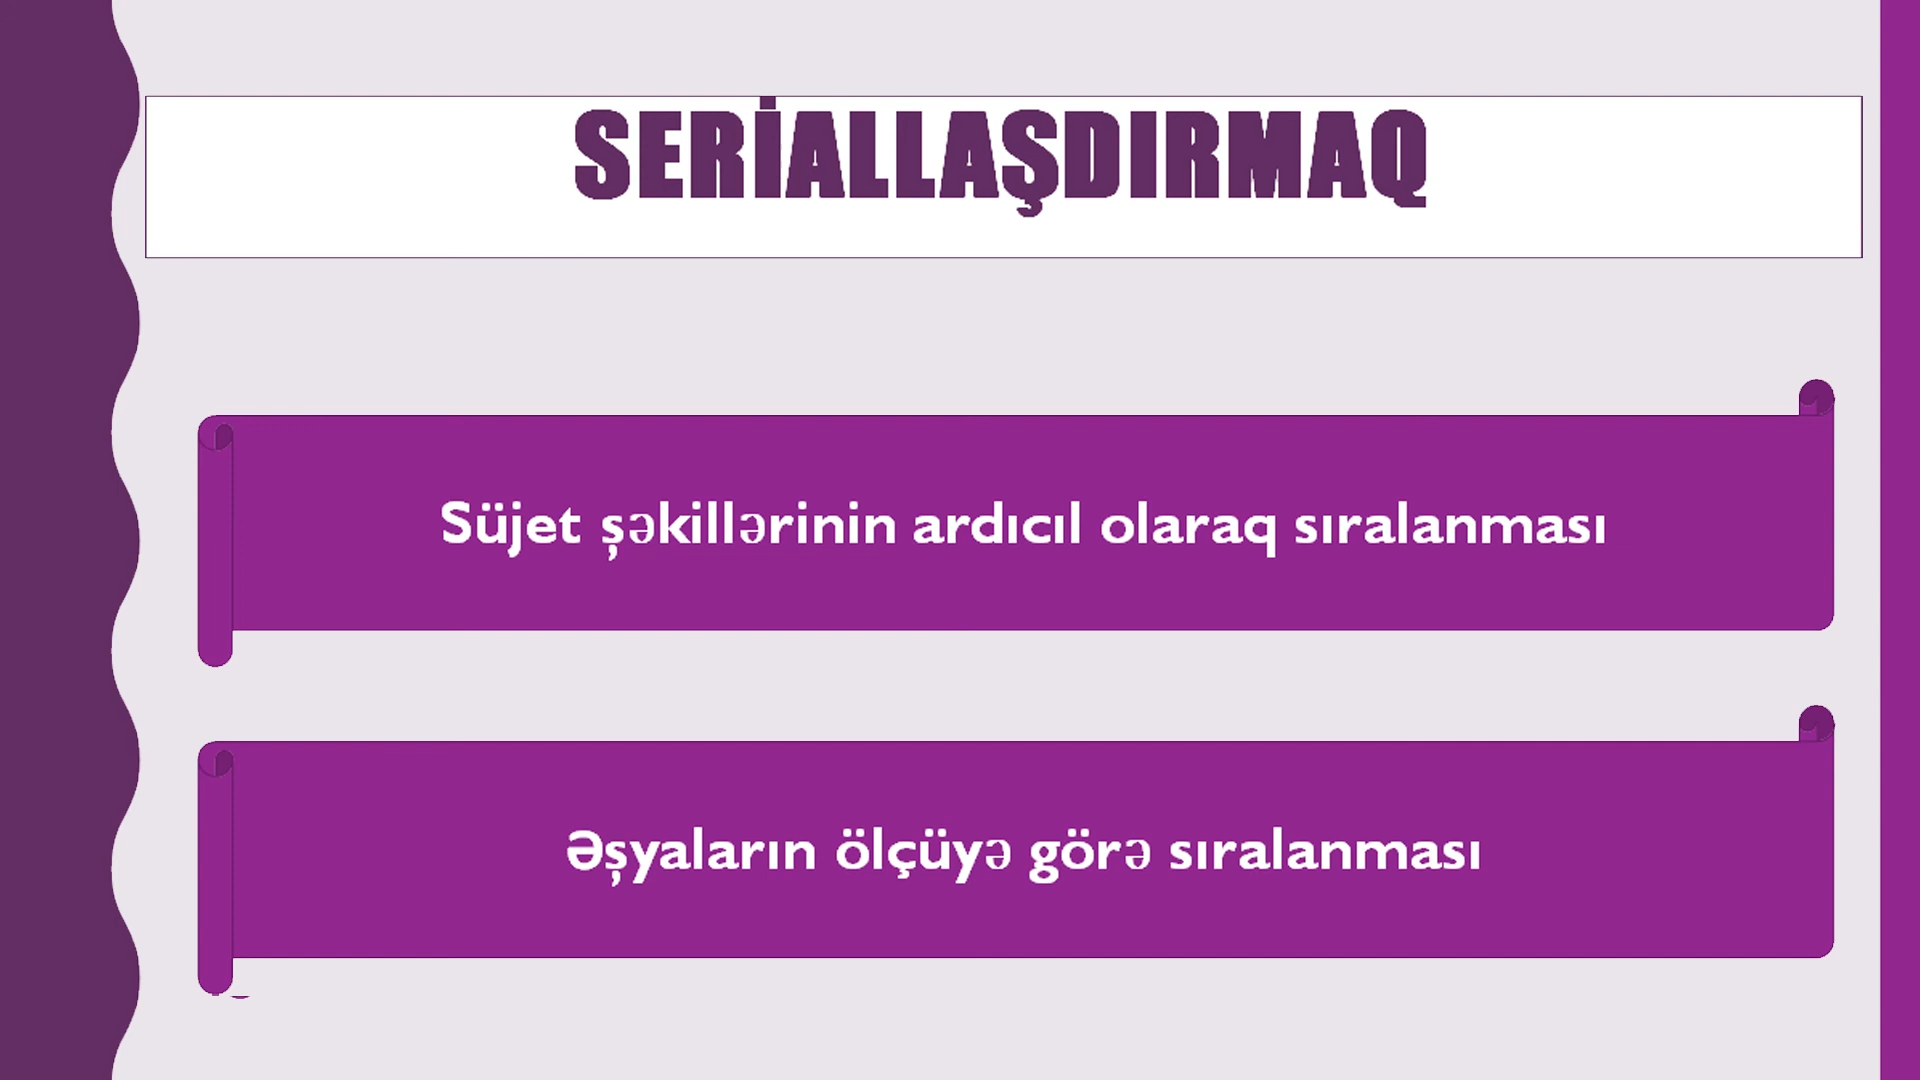 SERİALLAŞDIRMAQ
Süjet şəkillərinin ardıcıl olaraq sıralanması
Əşyaların ölçüyə görə sıralanması